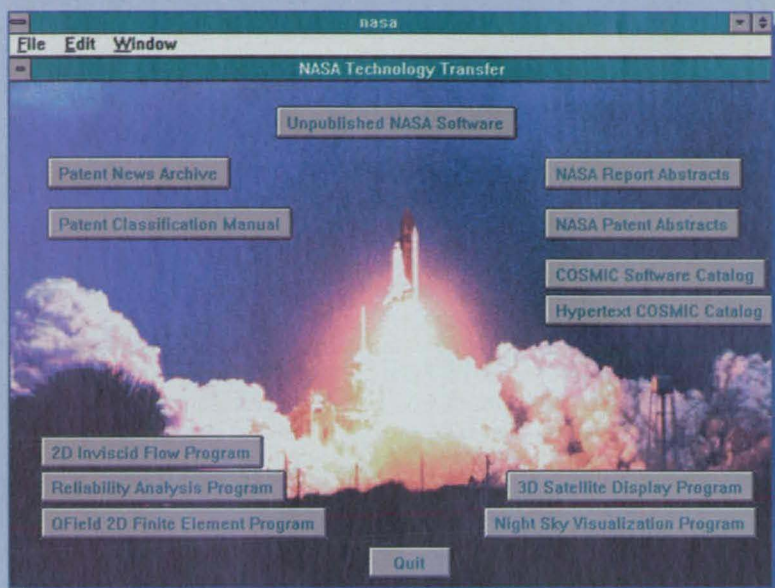 nasa
File Edit Window
NASA Technology Transfer
Unpublished NASA Software
Patent News Archive
NASA Report Abstracts
Patent Classification Manual
NASA Patent Abstracts
COSMIC Software Catalog
Hypertext COSMIC Catalog
2D Inviscid Flow Program
Reliability Analysis Program
3D Satellite Display Program
QField 2D Finite Element Program
Night Sky Visualization Program
Quit